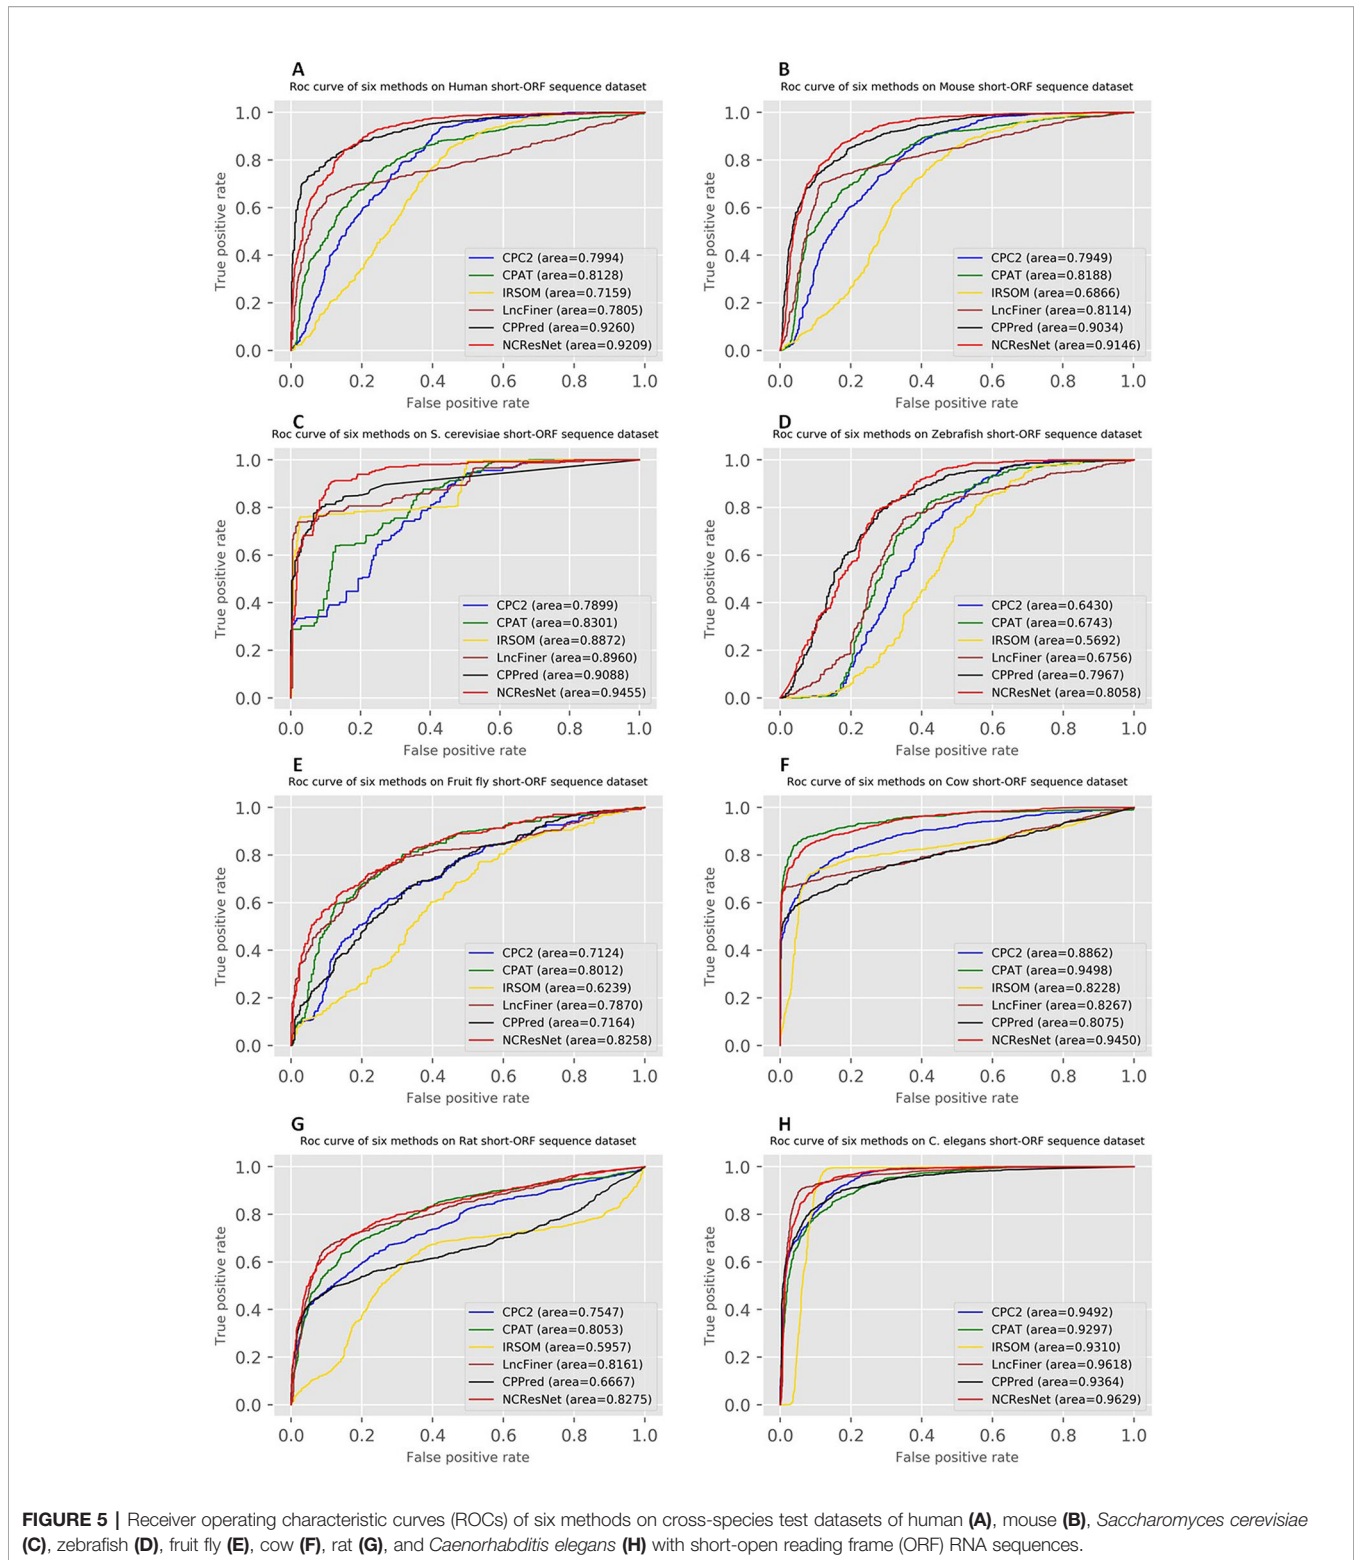 A
Roc curve of six methods on Human short-ORF sequence dataset
True positive rate
1.0
0.8
0.6
0.4
0.2
0.0
CPC2 (area=0.7994)
CPAT (area=0.8128)
IRSOM (area=0.7159)
LncFiner (area=0.7805)
CPPred (area=0.9260)
NCResNet (area=0.9209)
0.0 0.2 0.4 0.6 0.8 1.0
False positive rate
B
Roc curve of six methods on Mouse short-ORF sequence dataset
True positive rate
1.0
0.8
0.6
0.4
0.2
0.0
CPC2 (area=0.7949)
CPAT (area=0.8188)
IRSOM (area=0.6866)
LncFiner (area=0.8114)
CPPred (area=0.9034)
NCResNet (area=0.9146)
0.0 0.2 0.4 0.6 0.8 1.0
False positive rate
C
Roc curve of six methods on S. cerevisiae short-ORF sequence dataset
True positive rate
1.0
0.8
0.6
0.4
0.2
0.0
CPC2 (area=0.7899)
CPAT (area=0.8301)
IRSOM (area=0.8872)
LncFiner (area=0.8960)
CPPred (area=0.9088)
NCResNet (area=0.9455)
0.0 0.2 0.4 0.6 0.8 1.0
False positive rate
D
Roc curve of six methods on Zebrafish short-ORF sequence dataset
True positive rate
1.0
0.8
0.6
0.4
0.2
0.0
CPC2 (area=0.6430)
CPAT (area=0.6743)
IRSOM (area=0.5692)
LncFiner (area=0.6756)
CPPred (area=0.7967)
NCResNet (area=0.8058)
0.0 0.2 0.4 0.6 0.8 1.0
False positive rate
E
Roc curve of six methods on Fruit fly short-ORF sequence dataset
True positive rate
1.0
0.8
0.6
0.4
0.2
0.0
CPC2 (area=0.7124)
CPAT (area=0.8012)
IRSOM (area=0.6239)
LncFiner (area=0.7870)
CPPred (area=0.7164)
NCResNet (area=0.8258)
0.0 0.2 0.4 0.6 0.8 1.0
False positive rate
F
Roc curve of six methods on Cow short-ORF sequence dataset
True positive rate
1.0
0.8
0.6
0.4
0.2
0.0
CPC2 (area=0.8862)
CPAT (area=0.9498)
IRSOM (area=0.8228)
LncFiner (area=0.8267)
CPPred (area=0.8075)
NCResNet (area=0.9450)
0.0 0.2 0.4 0.6 0.8 1.0
False positive rate
G
Roc curve of six methods on Rat short-ORF sequence dataset
True positive rate
1.0
0.8
0.6
0.4
0.2
0.0
CPC2 (area=0.7547)
CPAT (area=0.8053)
IRSOM (area=0.5957)
LncFiner (area=0.8161)
CPPred (area=0.6667)
NCResNet (area=0.8275)
0.0 0.2 0.4 0.6 0.8 1.0
False positive rate
H
Roc curve of six methods on C. elegans short-ORF sequence dataset
True positive rate
1.0
0.8
0.6
0.4
0.2
0.0
CPC2 (area=0.9492)
CPAT (area=0.9297)
IRSOM (area=0.9310)
LncFiner (area=0.9618)
CPPred (area=0.9364)
NCResNet (area=0.9629)
0.0 0.2 0.4 0.6 0.8 1.0
False positive rate
FIGURE 5 | Receiver operating characteristic curves (ROCs) of six methods on cross-species test datasets of human (A), mouse (B), Saccharomyces cerevisiae
(C), zebrafish (D), fruit fly (E), cow (F), rat (G), and Caenorhabditis elegans (H) with short-open reading frame (ORF) RNA sequences.